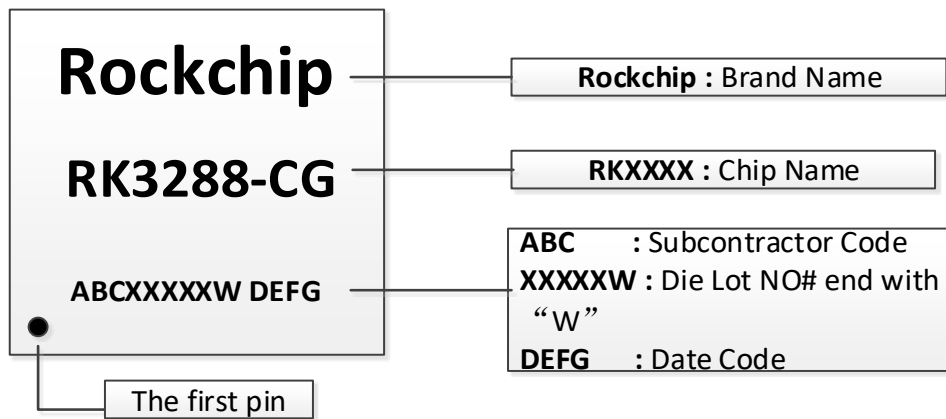 Rockchip
RK3288-CG
ABCXXXXXW DEFG
The first pin
Rockchip : Brand Name
RKXXXX : Chip Name
ABC : Subcontractor Code
XXXXXW : Die Lot NO# end with
“W”
DEFG : Date Code